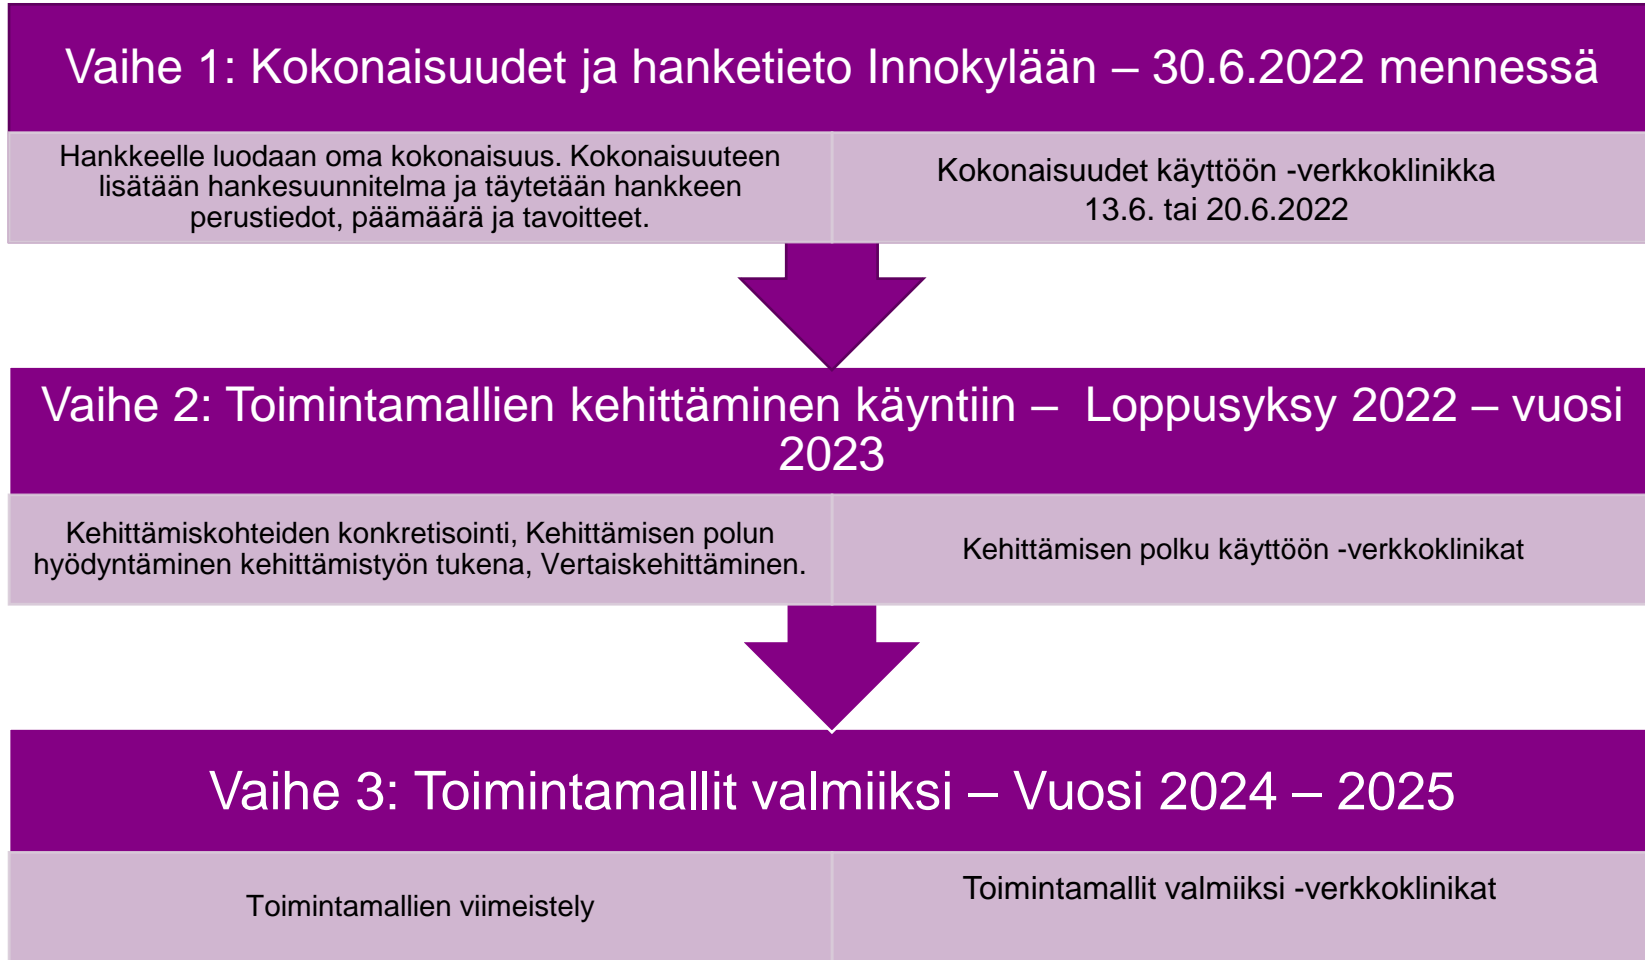 Vaihe 1: Kokonaisuudet ja hanketieto Innokylään – 30.6.2022 mennessä
Hankkeelle luodaan oma kokonaisuus. Kokonaisuuteen
lisätään hankesuunnitelma ja täytetään hankkeen
perustiedot, päämäärä ja tavoitteet.
Kokonaisuudet käyttöön -verkkoklinikka
13.6. tai 20.6.2022
Vaihe 2: Toimintamallien kehittäminen käyntiin – Loppusyksy 2022 – vuosi
2023
Kehittämiskohteiden konkretisointi, Kehittämisen polun
hyödyntäminen kehittämistyön tukena, Vertaiskehittäminen.
Kehittämisen polku käyttöön -verkkoklinikat
Vaihe 3: Toimintamallit valmiiksi – Vuosi 2024 – 2025
Toimintamallien viimeistely
Toimintamallit valmiiksi -verkkoklinikat